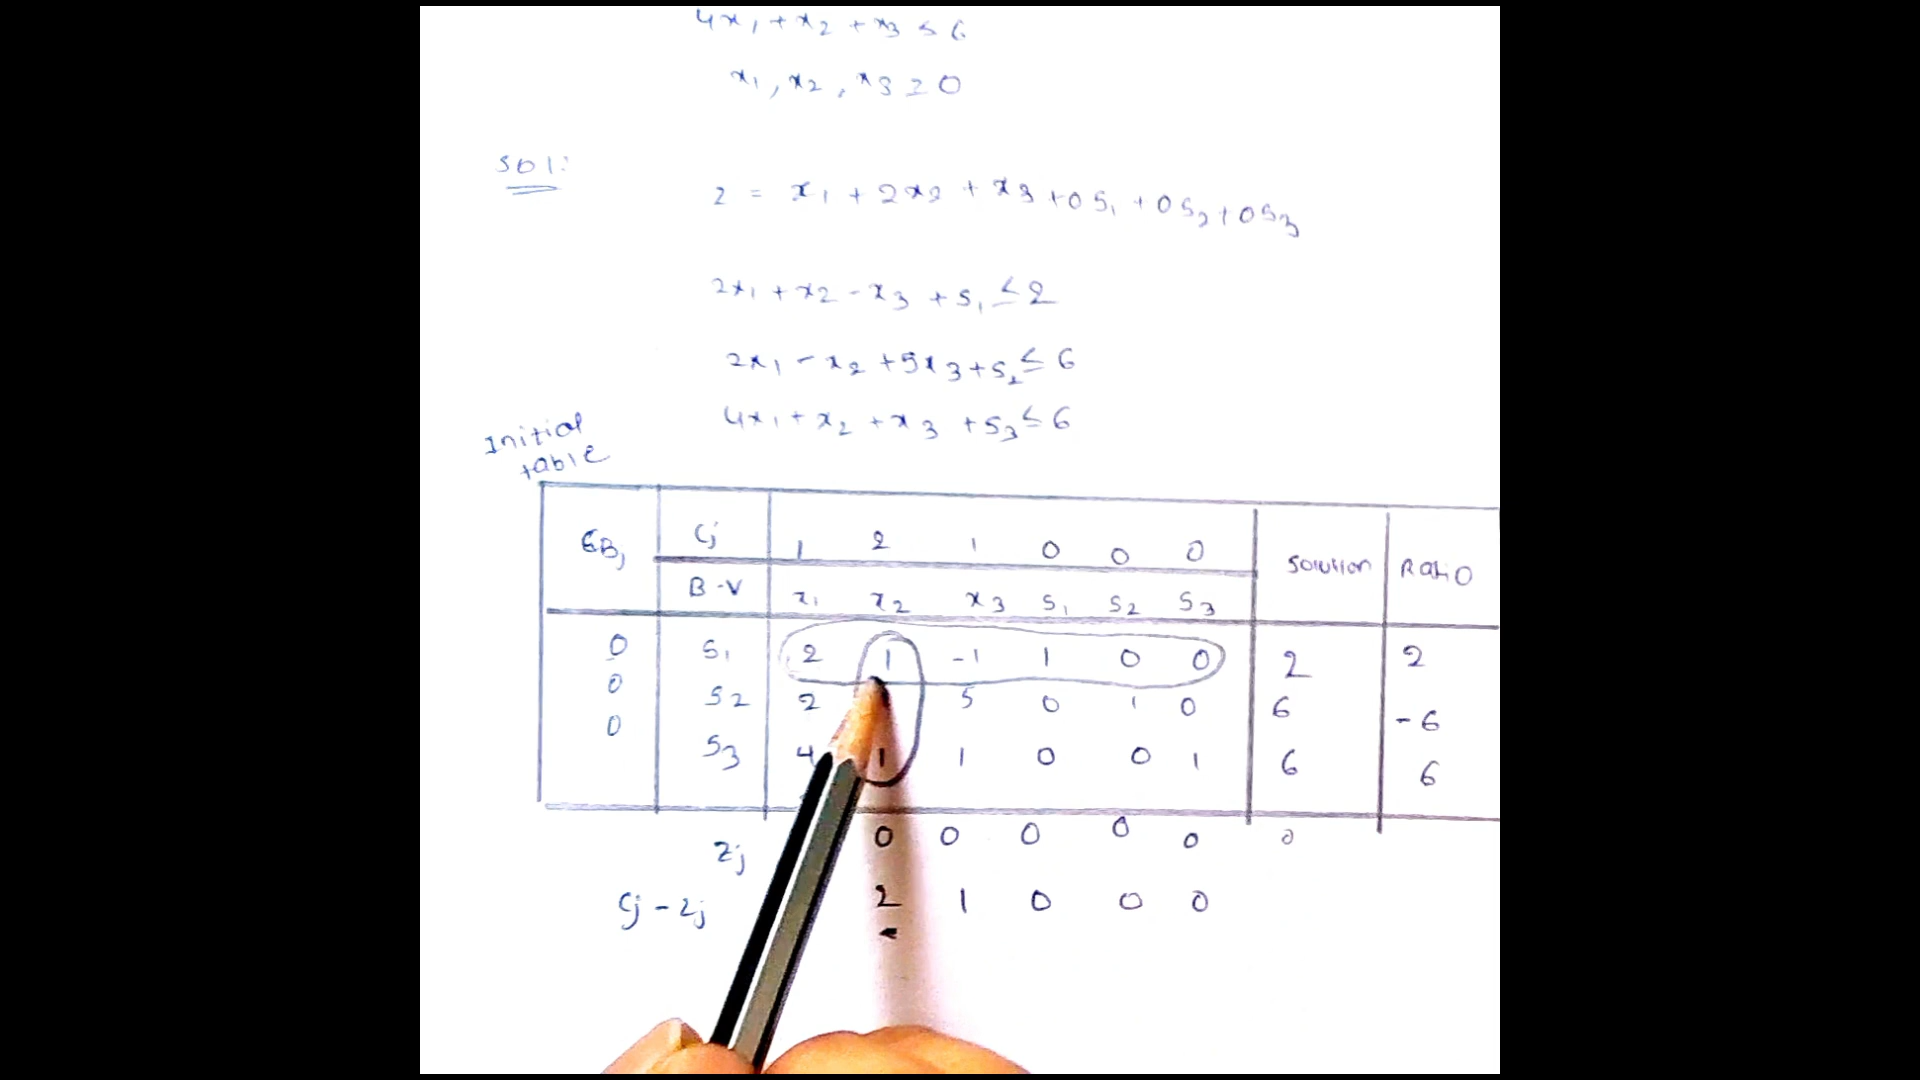 4x1 + x2 + x3 ≤ 6
x1, x2, x3 ≥ 0
Sol:
Z = x1 + 2x2 + x3 + 0S1 + 0S2 + 0S3
2x1 + x2 - x3 + S1 ≤ 2
2x1 - x2 + 5x3 + S2 ≤ 6
4x1 + x2 + x3 + S3 ≤ 6
Initial
table
CBj Cj 1 2 1 0 0 0 Solution Ratio
B-V x1 x2 x3 S1 S2 S3
0 S1 2 1 -1 1 0 0 2 2
0 S2 2 5 0 1 0 6 -6
0 S3 4 1 1 0 0 1 6 6
Zj 0 0 0 0 0 0
Cj - Zj 2 1 0 0 0